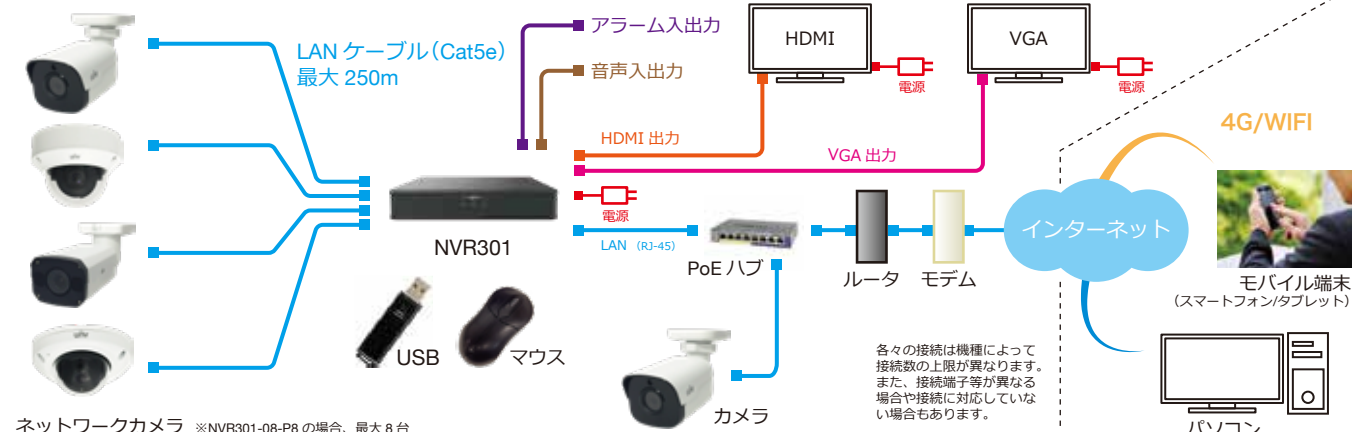 LAN ケーブル（Cat5e）
最大 250m
アラーム入出力
音声入出力
HDMI
VGA
電源
電源
HDMI 出力
VGA 出力
4G/WIFI
電源
NVR301
LAN （RJ-45）
PoE ハブ
ルータ
モデム
インターネット
モバイル端末
（スマートフォン/タブレット）
USB
マウス
カメラ
各々の接続は機種によって
接続数の上限が異なります。
また、接続端子等が異なる
場合や接続に対応していな
い場合もあります。
パソコン
ネットワークカメラ ※NVR301-08-P8 の場合、最大 8 台